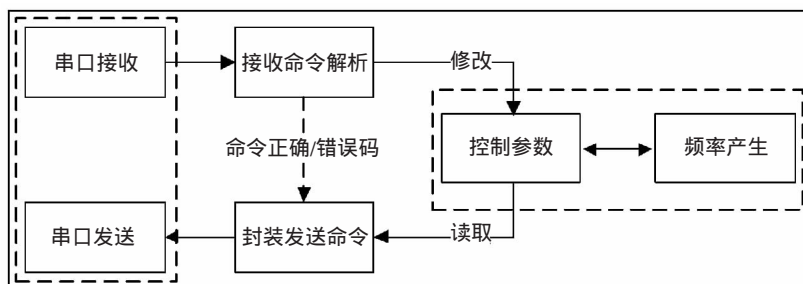 串口接收
接收命令解析
修改
命令正确/错误码
控制参数
频率产生
串口发送
封装发送命令
读取